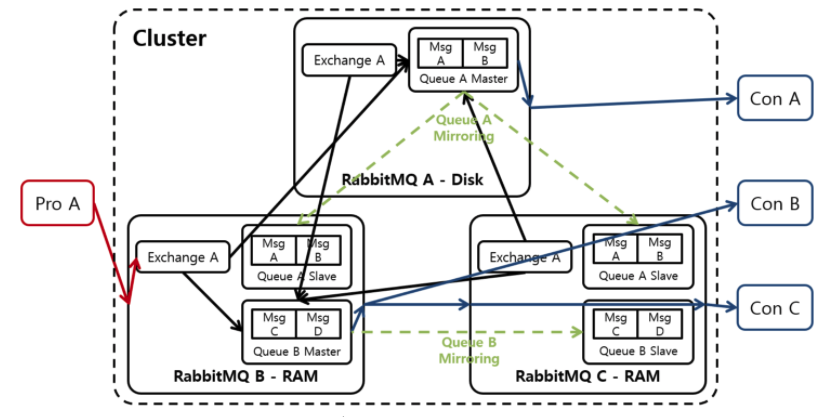 Cluster
Exchange A
Msg
A
Msg
B
Queue A Master
Queue A
Mirroring
RabbitMQ A - Disk
Con A
Pro A
Con B
Exchange A
Msg
A
Msg
B
Queue A Slave
Exchange A
Msg
A
Msg
B
Queue A Slave
Con C
Msg
C
Msg
D
Queue B Master
Queue B
Mirroring
Msg
C
Msg
D
Queue B Slave
RabbitMQ B - RAM
RabbitMQ C - RAM